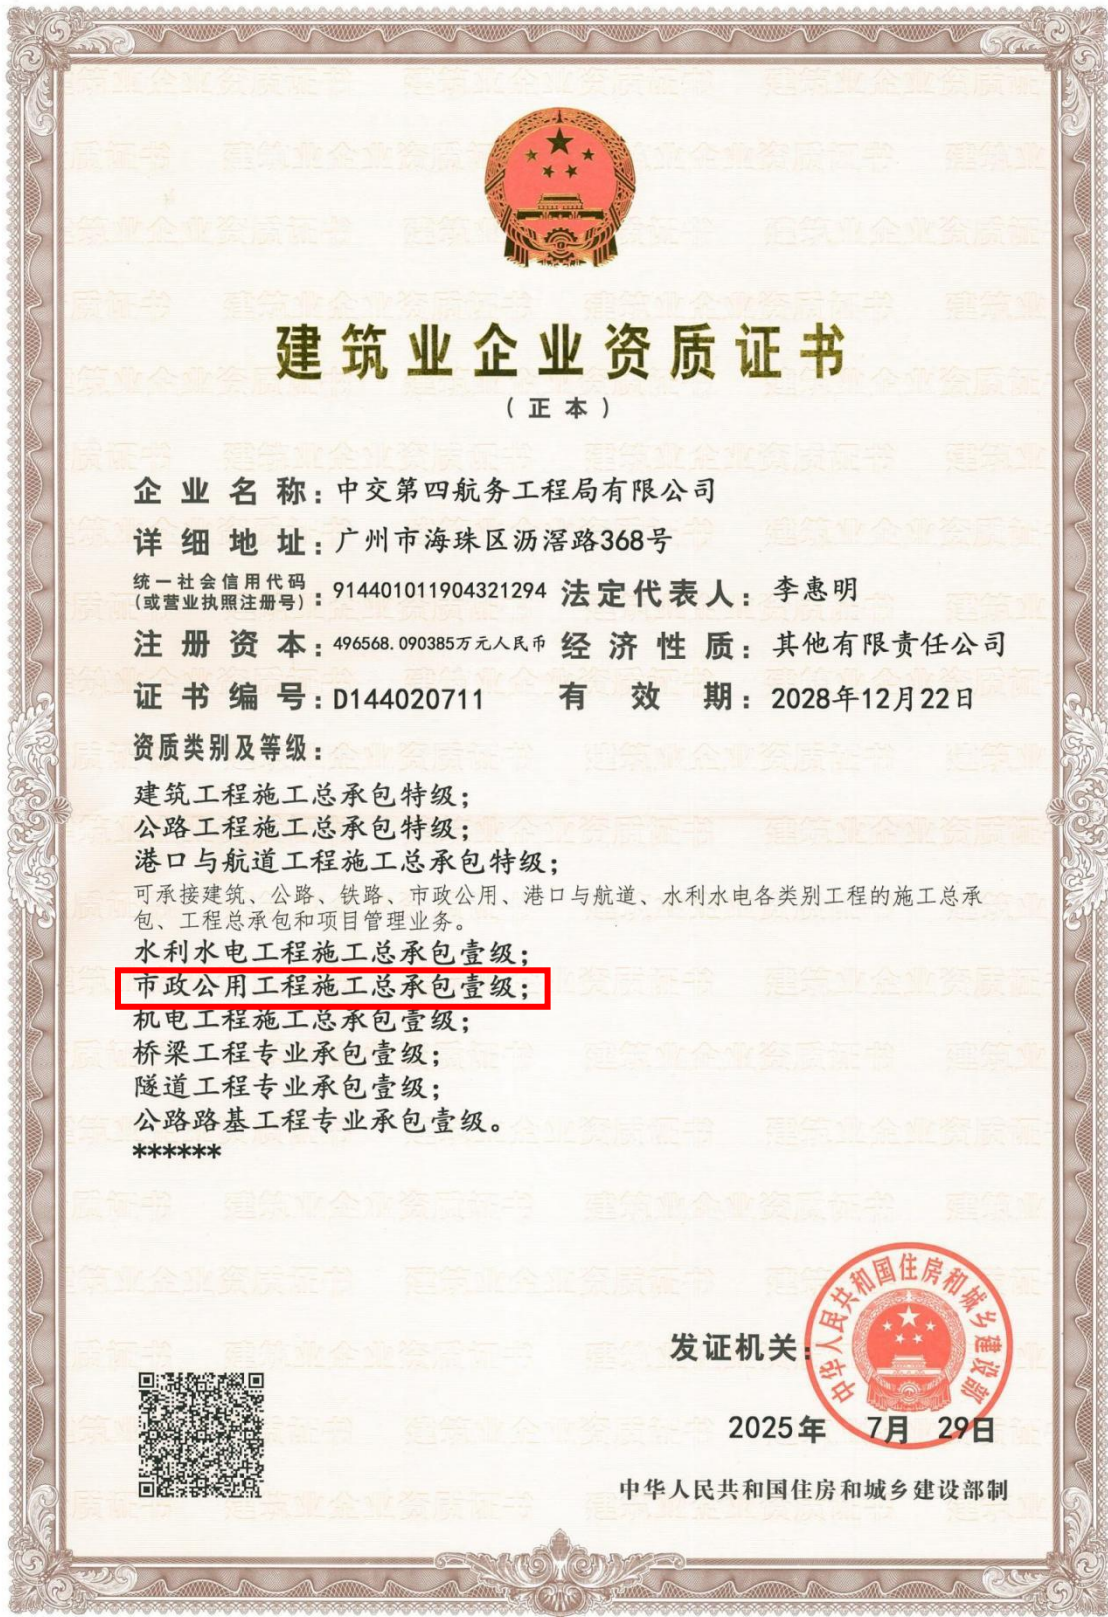 建筑业企业资质证书
（正本）
企业名称：中交第四航务工程局有限公司
详细地址：广州市海珠区沥滘路368号
统一社会信用代码
(或营业执照注册号)：914401011904321294 法定代表人：李惠明
注册资本：496568.090385万元人民币 经济性质：其他有限责任公司
证书编号：D144020711 有效期：2028年12月22日
资质类别及等级：
建筑工程施工总承包特级；
公路工程施工总承包特级；
港口与航道工程施工总承包特级；
可承接建筑、公路、铁路、市政公用、港口与航道、水利水电各类别工程的施工总承
包、工程总承包和项目管理业务。
水利水电工程施工总承包壹级；
市政公用工程施工总承包壹级；
机电工程施工总承包壹级；
桥梁工程专业承包壹级；
隧道工程专业承包壹级；
公路路基工程专业承包壹级。
******
中华人民共和国住房和城乡建设部
发证机关：
2025年 7月 29日
中华人民共和国住房和城乡建设部制